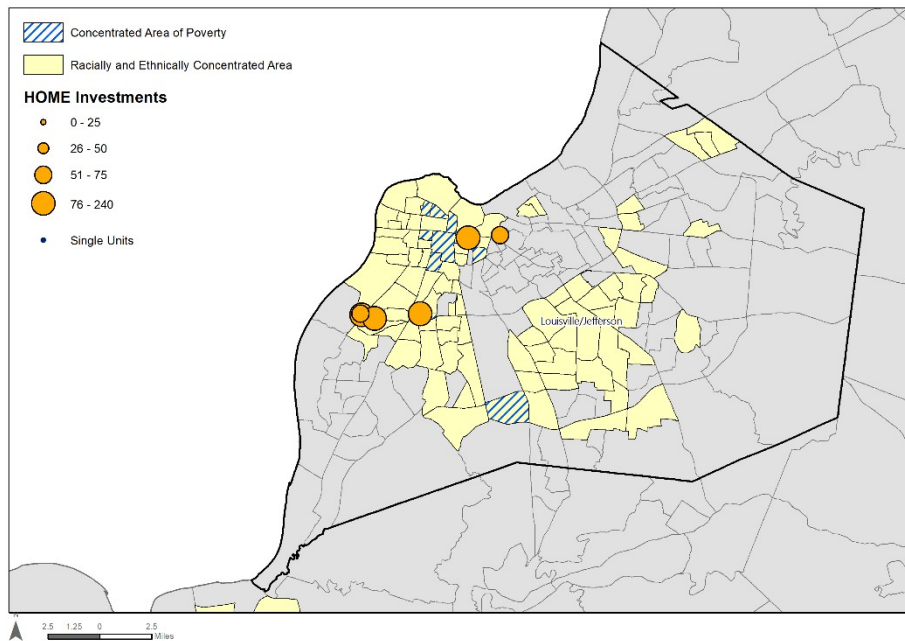 Concentrated Area of Poverty
Racially and Ethnically Concentrated Area
HOME Investments
0 - 25
26 - 50
51 - 75
76 - 240
Single Units
Louisville/Jefferson
N
2.5 1.25 0 2.5
Miles